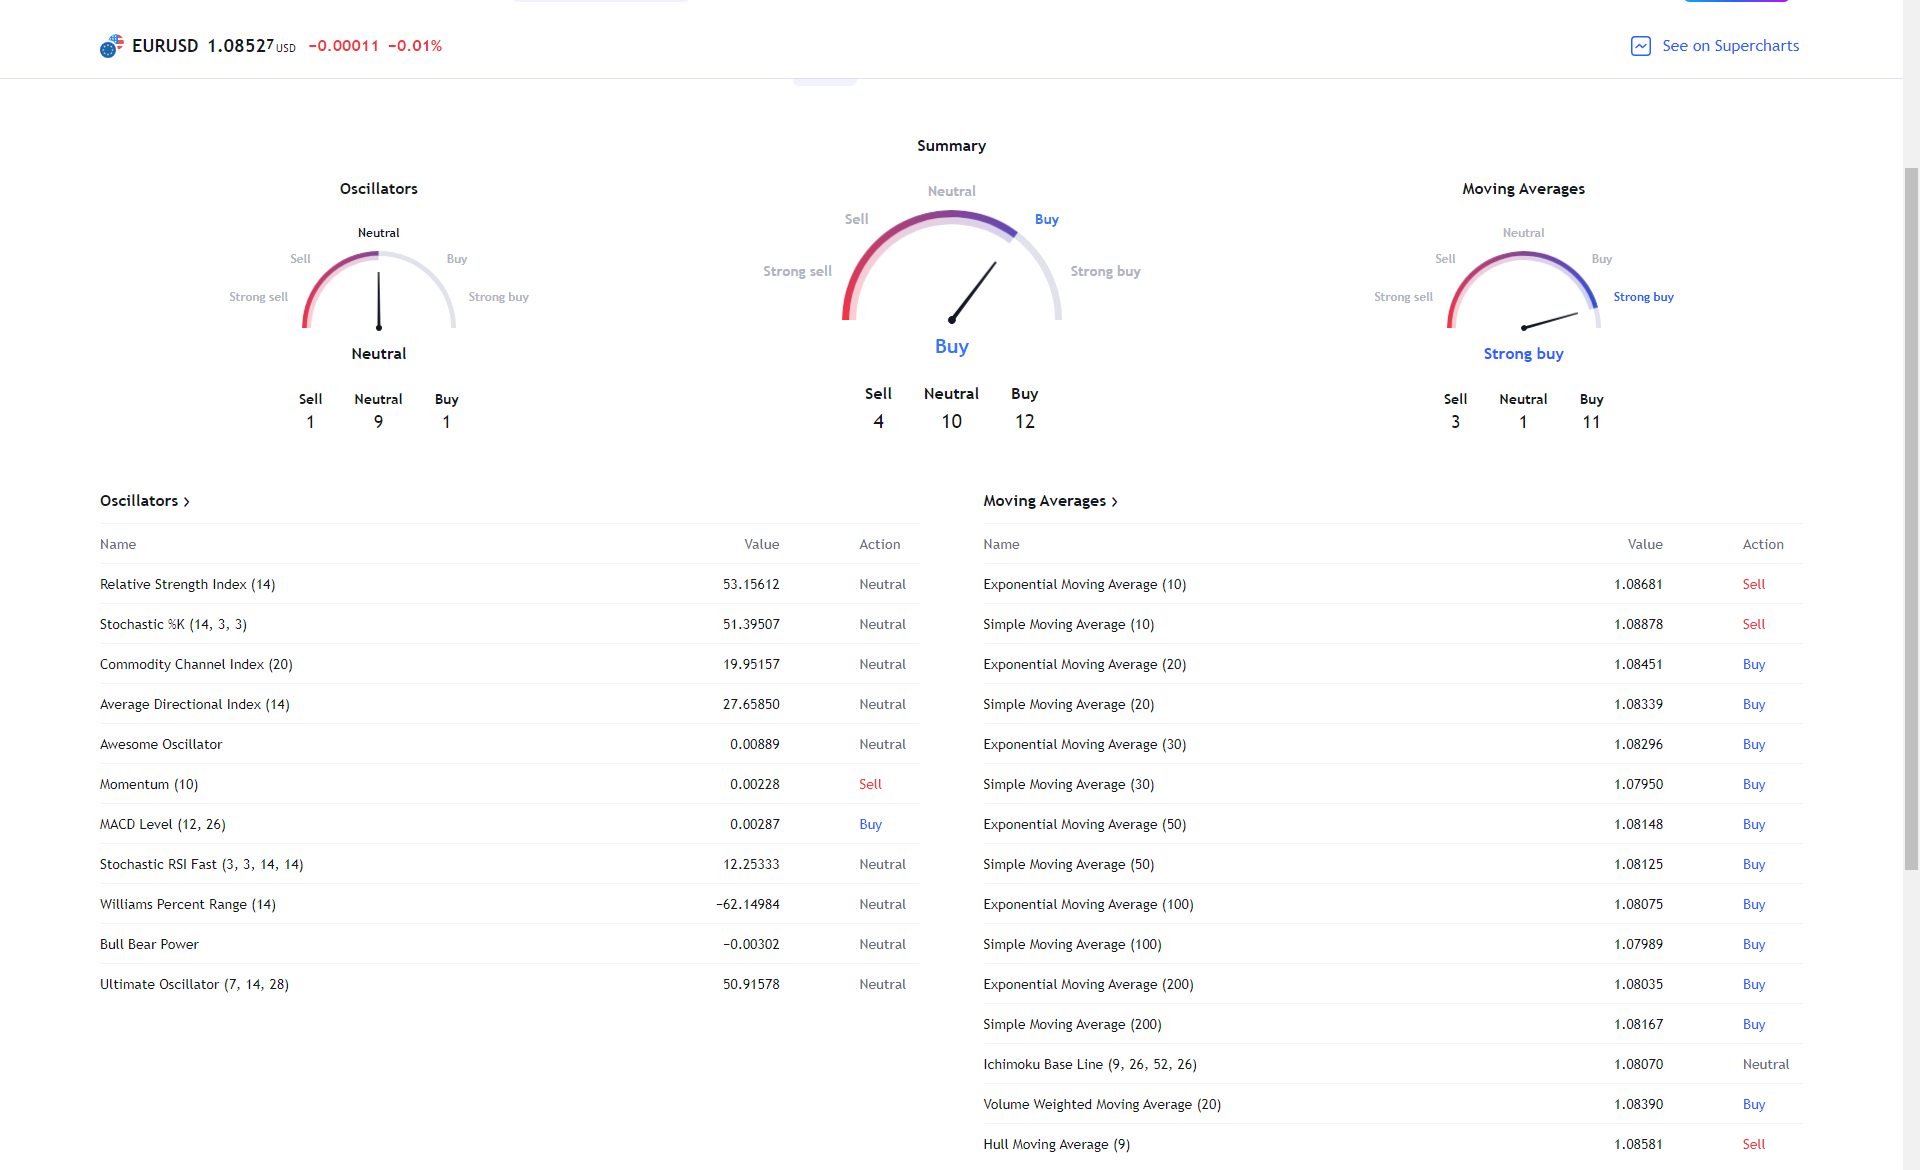 EURUSD 1.08527 USD −0.00011 −0.01%
See on Supercharts
Summary
Neutral
Sell
Buy
Strong sell
Strong buy
Buy
Sell Neutral Buy
4 10 12
Oscillators
Neutral
Sell
Buy
Strong sell
Strong buy
Neutral
Sell Neutral Buy
1 9 1
Moving Averages
Neutral
Sell
Buy
Strong sell
Strong buy
Strong buy
Sell Neutral Buy
3 1 11
Oscillators
Name Value Action
Relative Strength Index (14) 53.15612 Neutral
Stochastic %K (14, 3, 3) 51.39507 Neutral
Commodity Channel Index (20) 19.95157 Neutral
Average Directional Index (14) 27.65850 Neutral
Awesome Oscillator 0.00889 Neutral
Momentum (10) 0.00228 Sell
MACD Level (12, 26) 0.00287 Buy
Stochastic RSI Fast (3, 3, 14, 14) 12.25333 Neutral
Williams Percent Range (14) −62.14984 Neutral
Bull Bear Power −0.00302 Neutral
Ultimate Oscillator (7, 14, 28) 50.91578 Neutral
Moving Averages
Name Value Action
Exponential Moving Average (10) 1.08681 Sell
Simple Moving Average (10) 1.08878 Sell
Exponential Moving Average (20) 1.08451 Buy
Simple Moving Average (20) 1.08339 Buy
Exponential Moving Average (30) 1.08296 Buy
Simple Moving Average (30) 1.07950 Buy
Exponential Moving Average (50) 1.08148 Buy
Simple Moving Average (50) 1.08125 Buy
Exponential Moving Average (100) 1.08075 Buy
Simple Moving Average (100) 1.07989 Buy
Exponential Moving Average (200) 1.08035 Buy
Simple Moving Average (200) 1.08167 Buy
Ichimoku Base Line (9, 26, 52, 26) 1.08070 Neutral
Volume Weighted Moving Average (20) 1.08390 Buy
Hull Moving Average (9) 1.08581 Sell